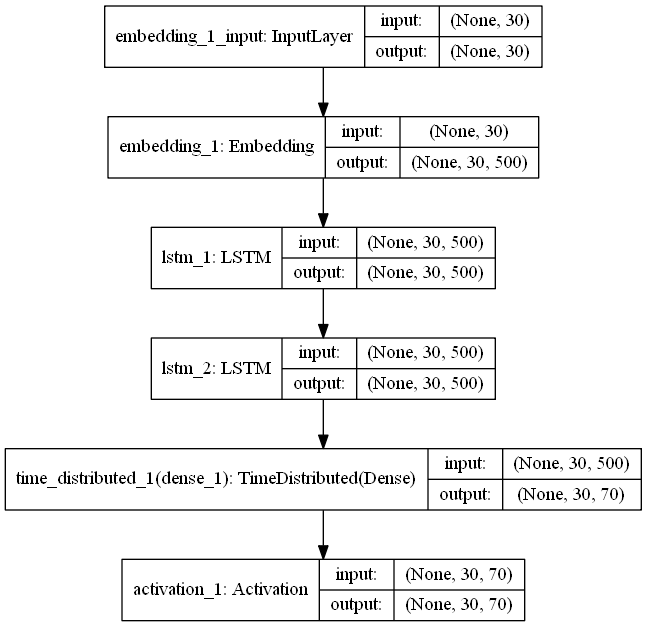 embedding_1_input: InputLayer
input: (None, 30)
output: (None, 30)
embedding_1: Embedding
input: (None, 30)
output: (None, 30, 500)
lstm_1: LSTM
input: (None, 30, 500)
output: (None, 30, 500)
lstm_2: LSTM
input: (None, 30, 500)
output: (None, 30, 500)
time_distributed_1(dense_1): TimeDistributed(Dense)
input: (None, 30, 500)
output: (None, 30, 70)
activation_1: Activation
input: (None, 30, 70)
output: (None, 30, 70)